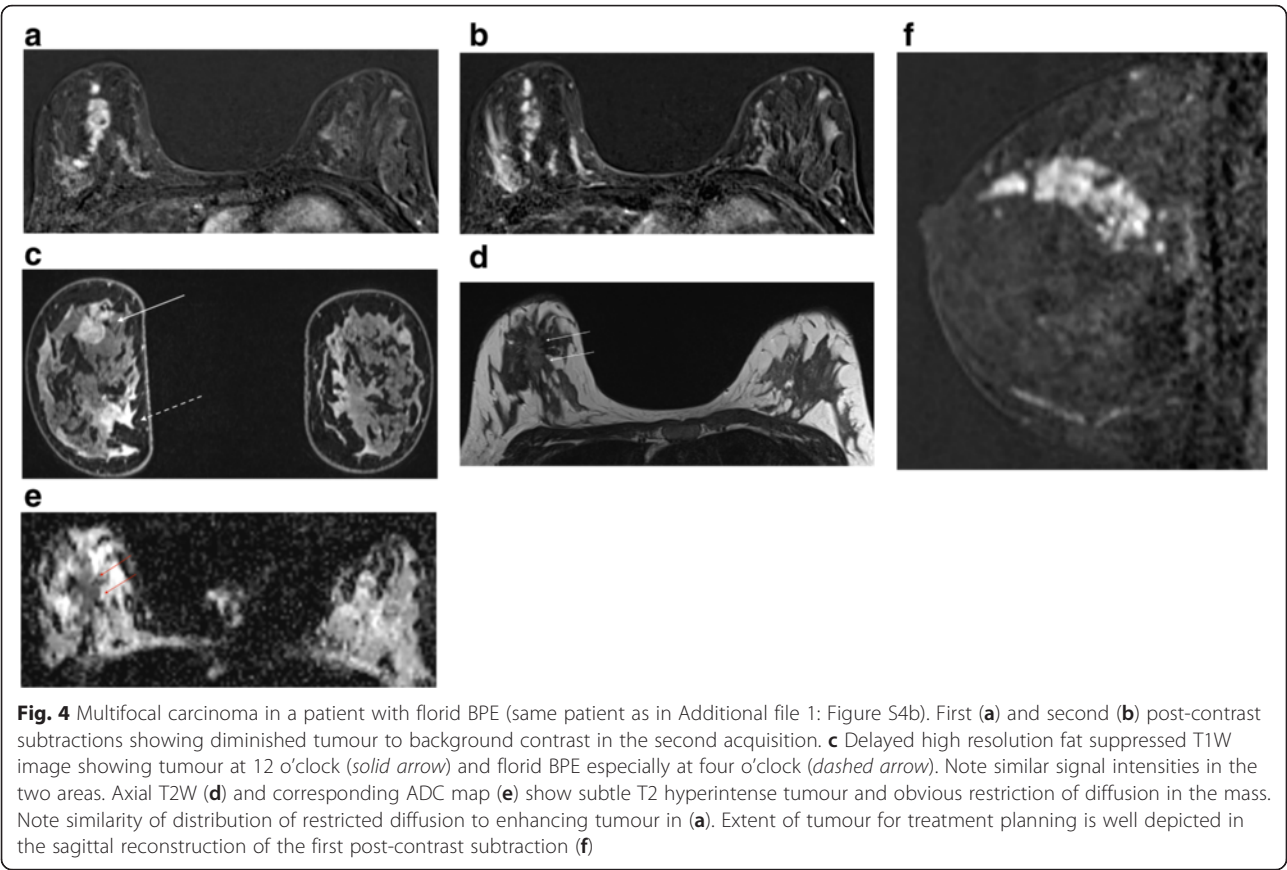 a
b
f
c
d
e
Fig. 4 Multifocal carcinoma in a patient with florid BPE (same patient as in Additional file 1: Figure S4b). First (a) and second (b) post-contrast
subtractions showing diminished tumour to background contrast in the second acquisition. c Delayed high resolution fat suppressed T1W
image showing tumour at 12 o’clock (solid arrow) and florid BPE especially at four o’clock (dashed arrow). Note similar signal intensities in the
two areas. Axial T2W (d) and corresponding ADC map (e) show subtle T2 hyperintense tumour and obvious restriction of diffusion in the mass.
Note similarity of distribution of restricted diffusion to enhancing tumour in (a). Extent of tumour for treatment planning is well depicted in
the sagittal reconstruction of the first post-contrast subtraction (f)